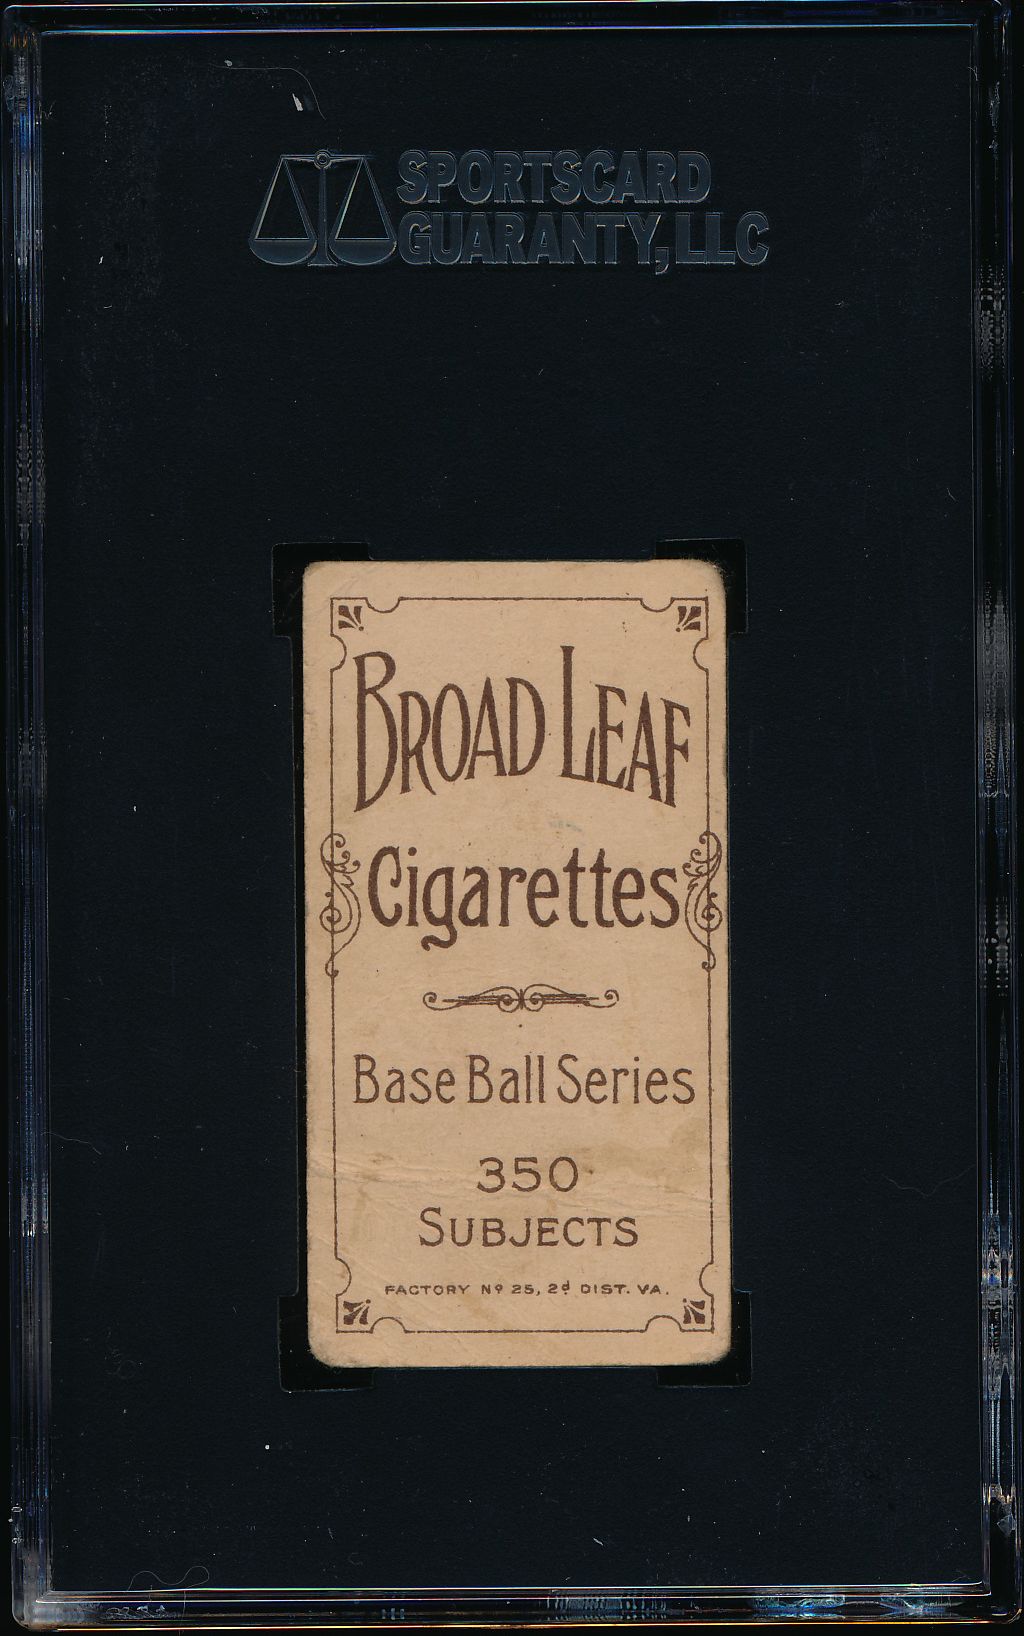 SPORTSCARD
GUARANTY, LLC
BROAD LEAF
Cigarettes
Base Ball Series
350
SUBJECTS
FACTORY Nº 25, 2d DIST. VA.